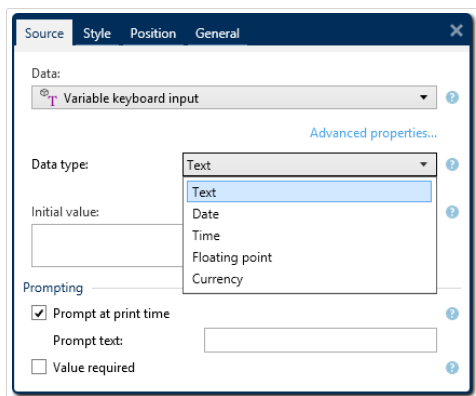 Source Style Position General
Data:
Variable keyboard input
Advanced properties...
Data type: Text
Text
Date
Initial value:
Time
Floating point
Currency
Prompting
Prompt at print time
Prompt text:
Value required